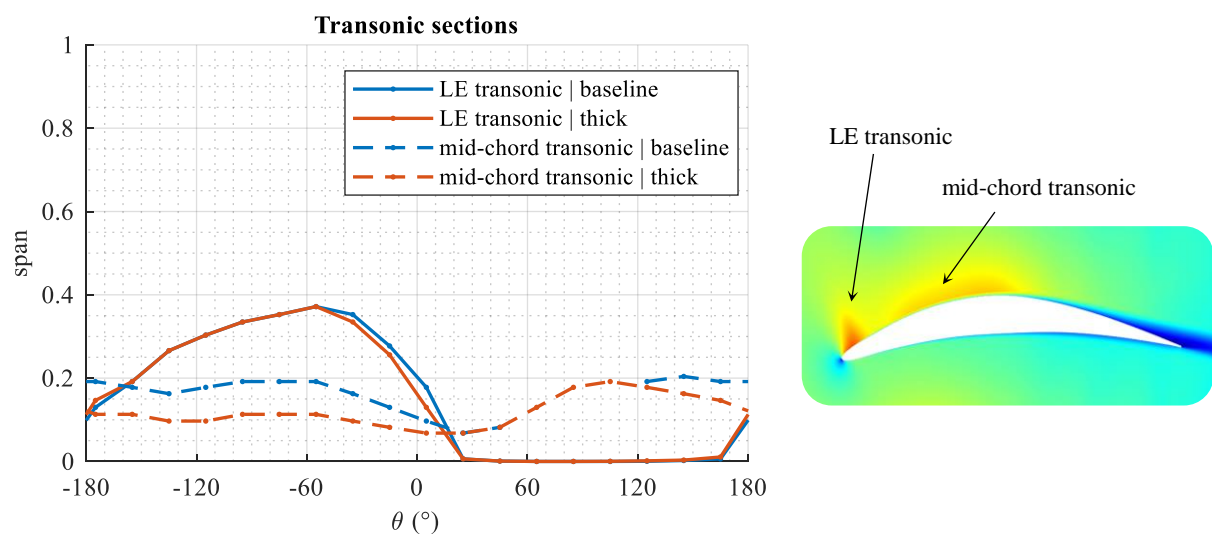 Transonic sections
1
0.8
0.6
0.4
0.2
0
span
-180
-120
-60
0
60
120
180
θ (°)
LE transonic | baseline
LE transonic | thick
mid-chord transonic | baseline
mid-chord transonic | thick
LE transonic
mid-chord transonic